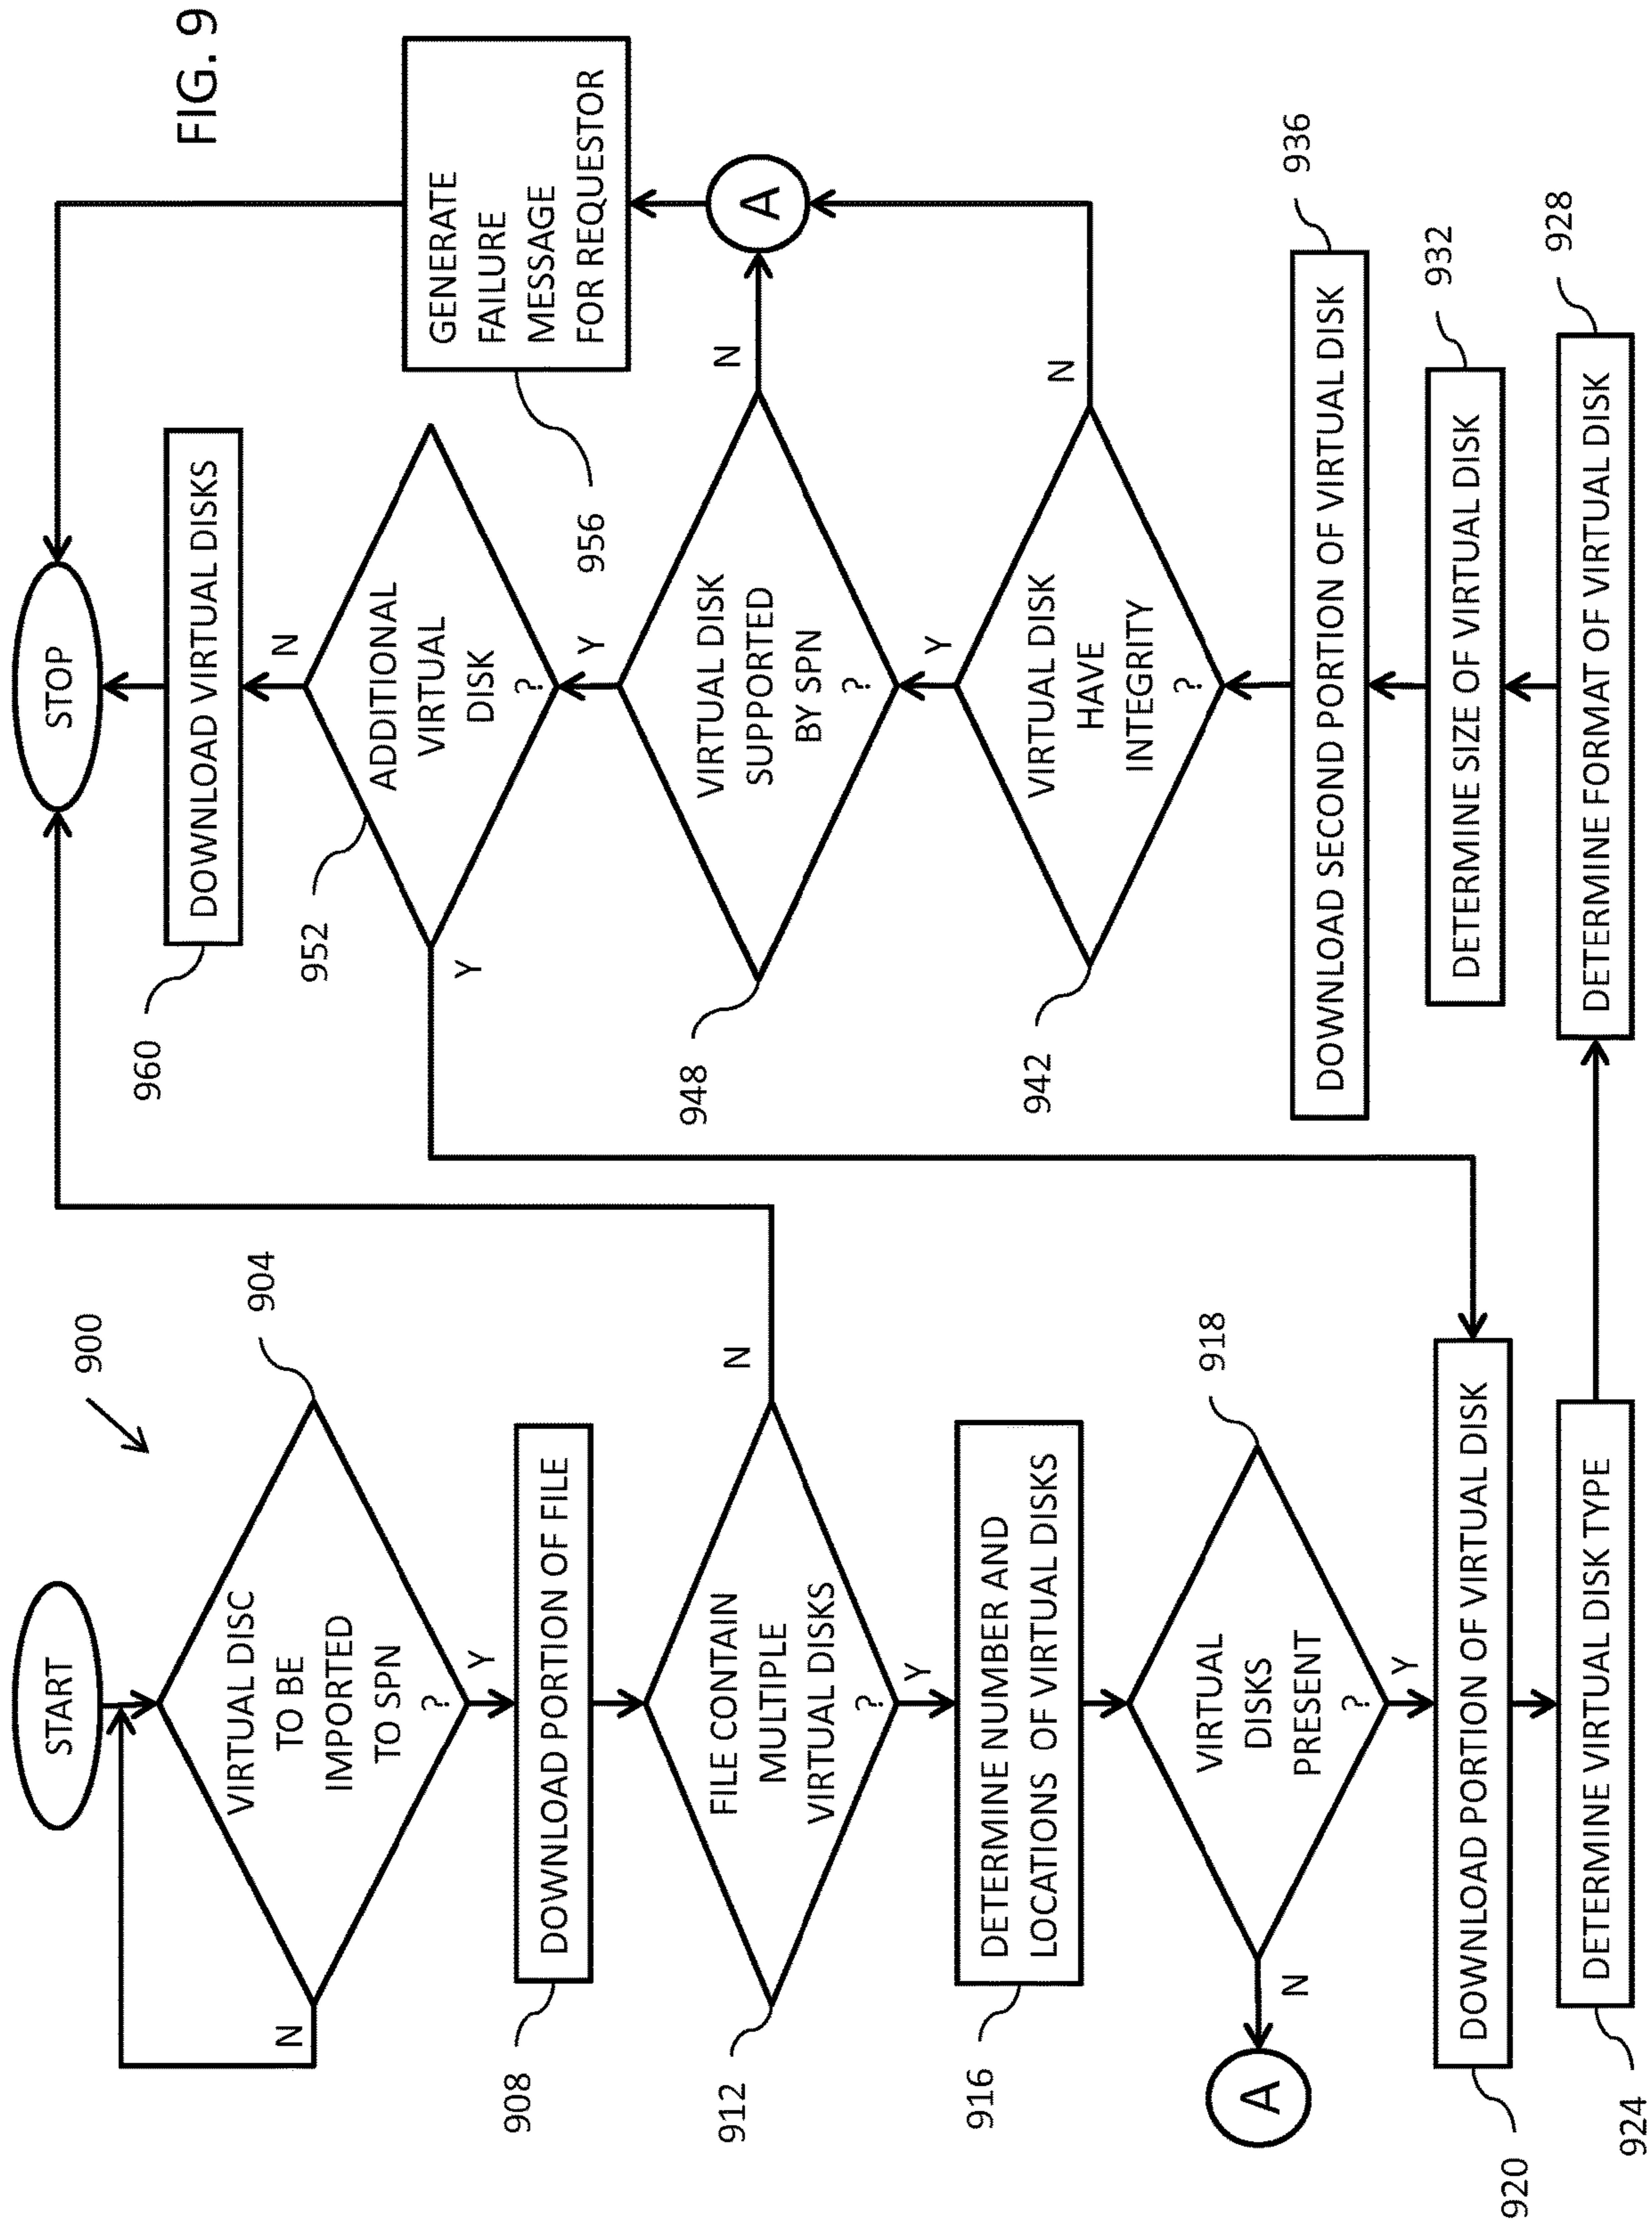 FIG. 9
900
START
VIRTUAL DISC
TO BE
IMPORTED
TO SPN
?
904
N
Y
DOWNLOAD PORTION OF FILE
908
FILE CONTAIN
MULTIPLE
VIRTUAL DISKS
?
912
N
Y
DETERMINE NUMBER AND
LOCATIONS OF VIRTUAL DISKS
916
VIRTUAL
DISKS
PRESENT
?
918
N
A
Y
DOWNLOAD PORTION OF VIRTUAL DISK
920
DETERMINE VIRTUAL DISK TYPE
924
DETERMINE FORMAT OF VIRTUAL DISK
928
DETERMINE SIZE OF VIRTUAL DISK
932
DOWNLOAD SECOND PORTION OF VIRTUAL DISK
936
VIRTUAL DISK
HAVE
INTEGRITY
?
942
N
Y
VIRTUAL DISK
SUPPORTED
BY SPN
?
948
N
A
Y
ADDITIONAL
VIRTUAL
DISK
?
952
Y
N
GENERATE
FAILURE
MESSAGE
FOR REQUESTOR
956
DOWNLOAD VIRTUAL DISKS
960
STOP